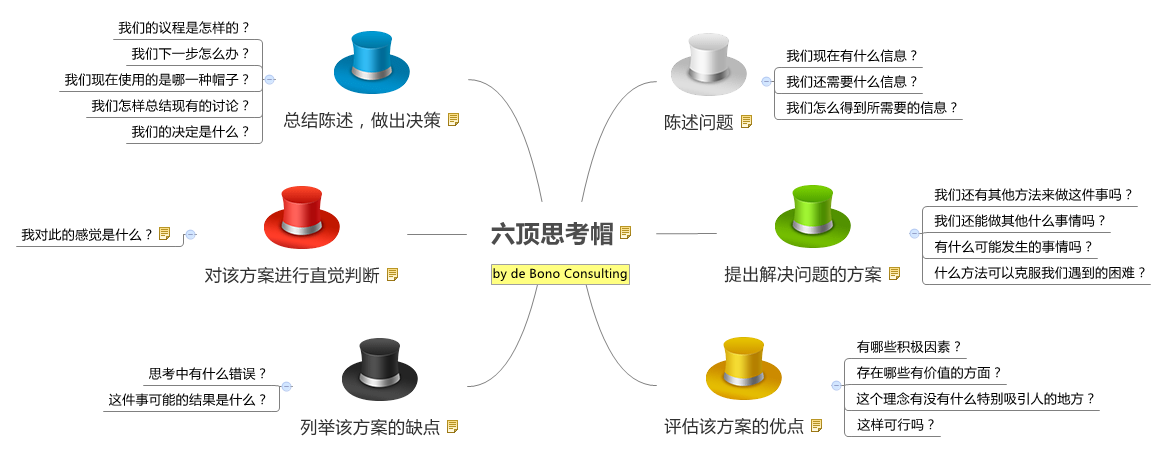 六顶思考帽
by de Bono Consulting
陈述问题
我们现在有什么信息？
我们还需要什么信息？
我们怎么得到所需要的信息？
提出解决问题的方案
我们还有其他方法来做这件事吗？
我们还能做其他什么事情吗？
有什么可能发生的事情吗？
什么方法可以克服我们遇到的困难？
评估该方案的优点
有哪些积极因素？
存在哪些有价值的方面？
这个理念有没有什么特别吸引人的地方？
这样可行吗？
列举该方案的缺点
思考中有什么错误？
这件事可能的结果是什么？
对该方案进行直觉判断
我对此的感觉是什么？
总结陈述，做出决策
我们的议程是怎样的？
我们下一步怎么办？
我们现在使用的是哪一种帽子？
我们怎样总结现有的讨论？
我们的决定是什么？